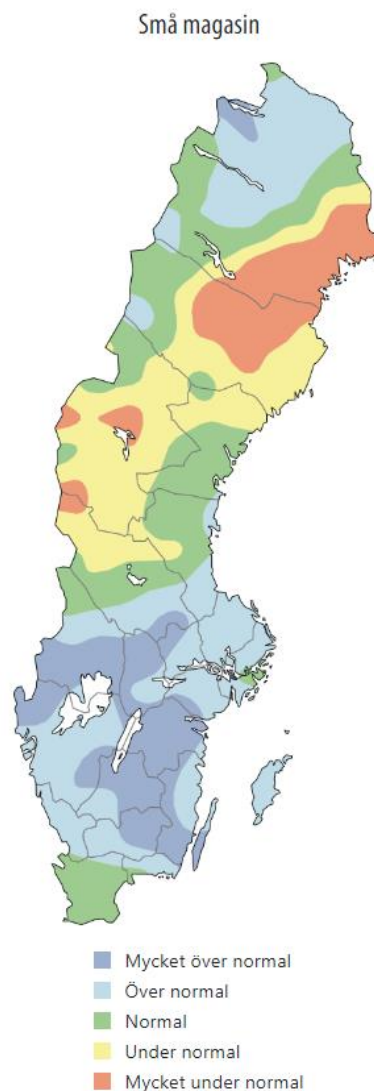 Små magasin
Mycket över normal
Över normal
Normal
Under normal
Mycket under normal